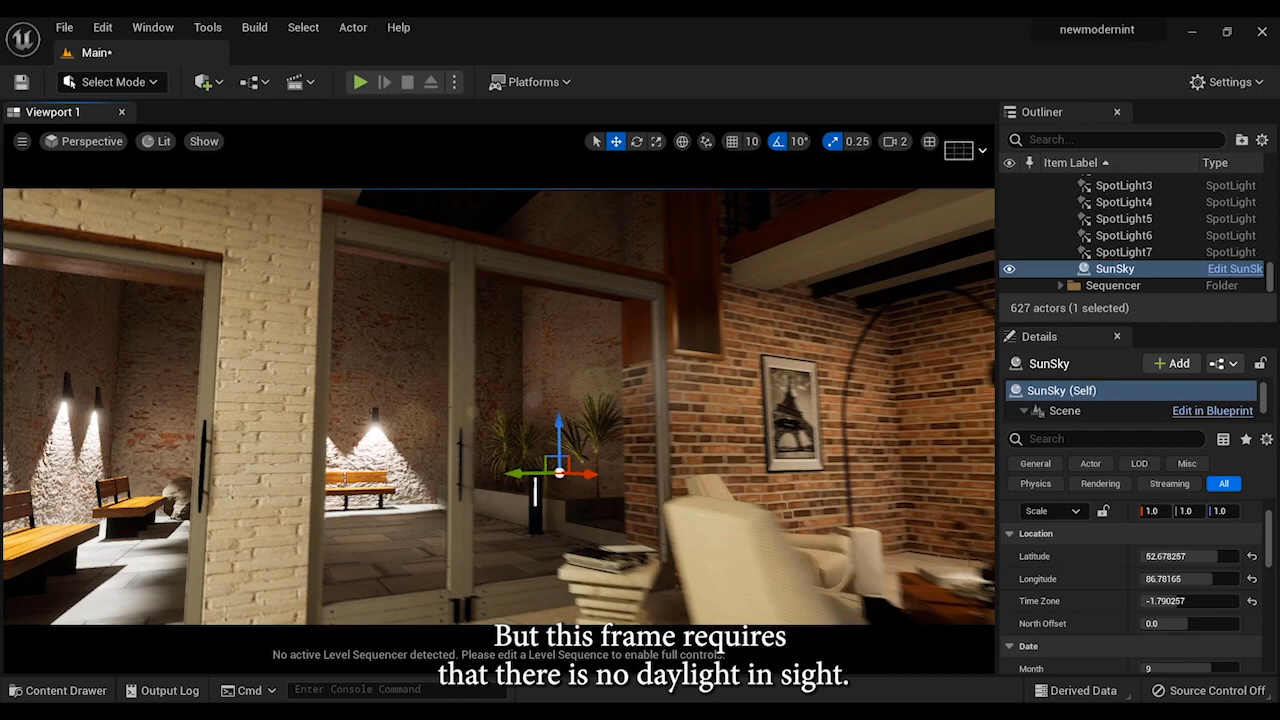 File Edit Window Tools Build Select Actor Help
newmodernint
Main*
Select Mode
Platforms
Settings
Viewport 1
Perspective
Lit
Show
10
10°
0.25
2
Outliner
Search...
Item Label
Type
SpotLight3 SpotLight
SpotLight4 SpotLight
SpotLight5 SpotLight
SpotLight6 SpotLight
SpotLight7 SpotLight
SunSky Edit SunSk
Sequencer Folder
627 actors (1 selected)
Details
SunSky
Add
SunSky (Self)
Scene
Edit in Blueprint
Search
General Actor LOD Misc
Physics Rendering Streaming All
Scale 1.0 1.0 1.0
Location
Latitude 52.678257
Longitude 86.78165
Time Zone -1.790257
North Offset 0.0
Date
Month 9
No active Level Sequencer detected. Please edit a Level Sequence to enable full controls.
But this frame requires
that there is no daylight in sight.
Content Drawer
Output Log
Cmd
Enter Console Command
Derived Data
Source Control Off